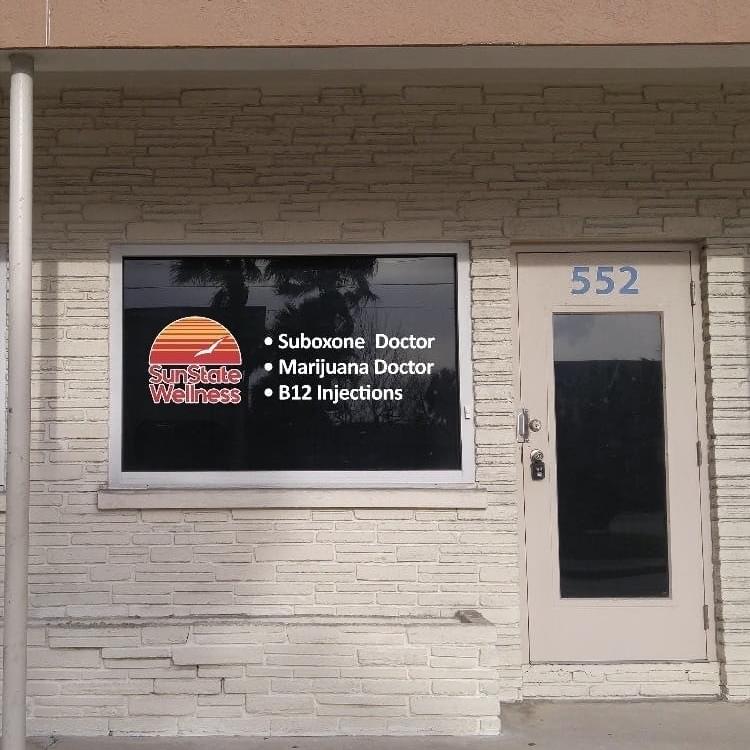 552
SunState
Wellness
• Suboxone Doctor
• Marijuana Doctor
• B12 Injections